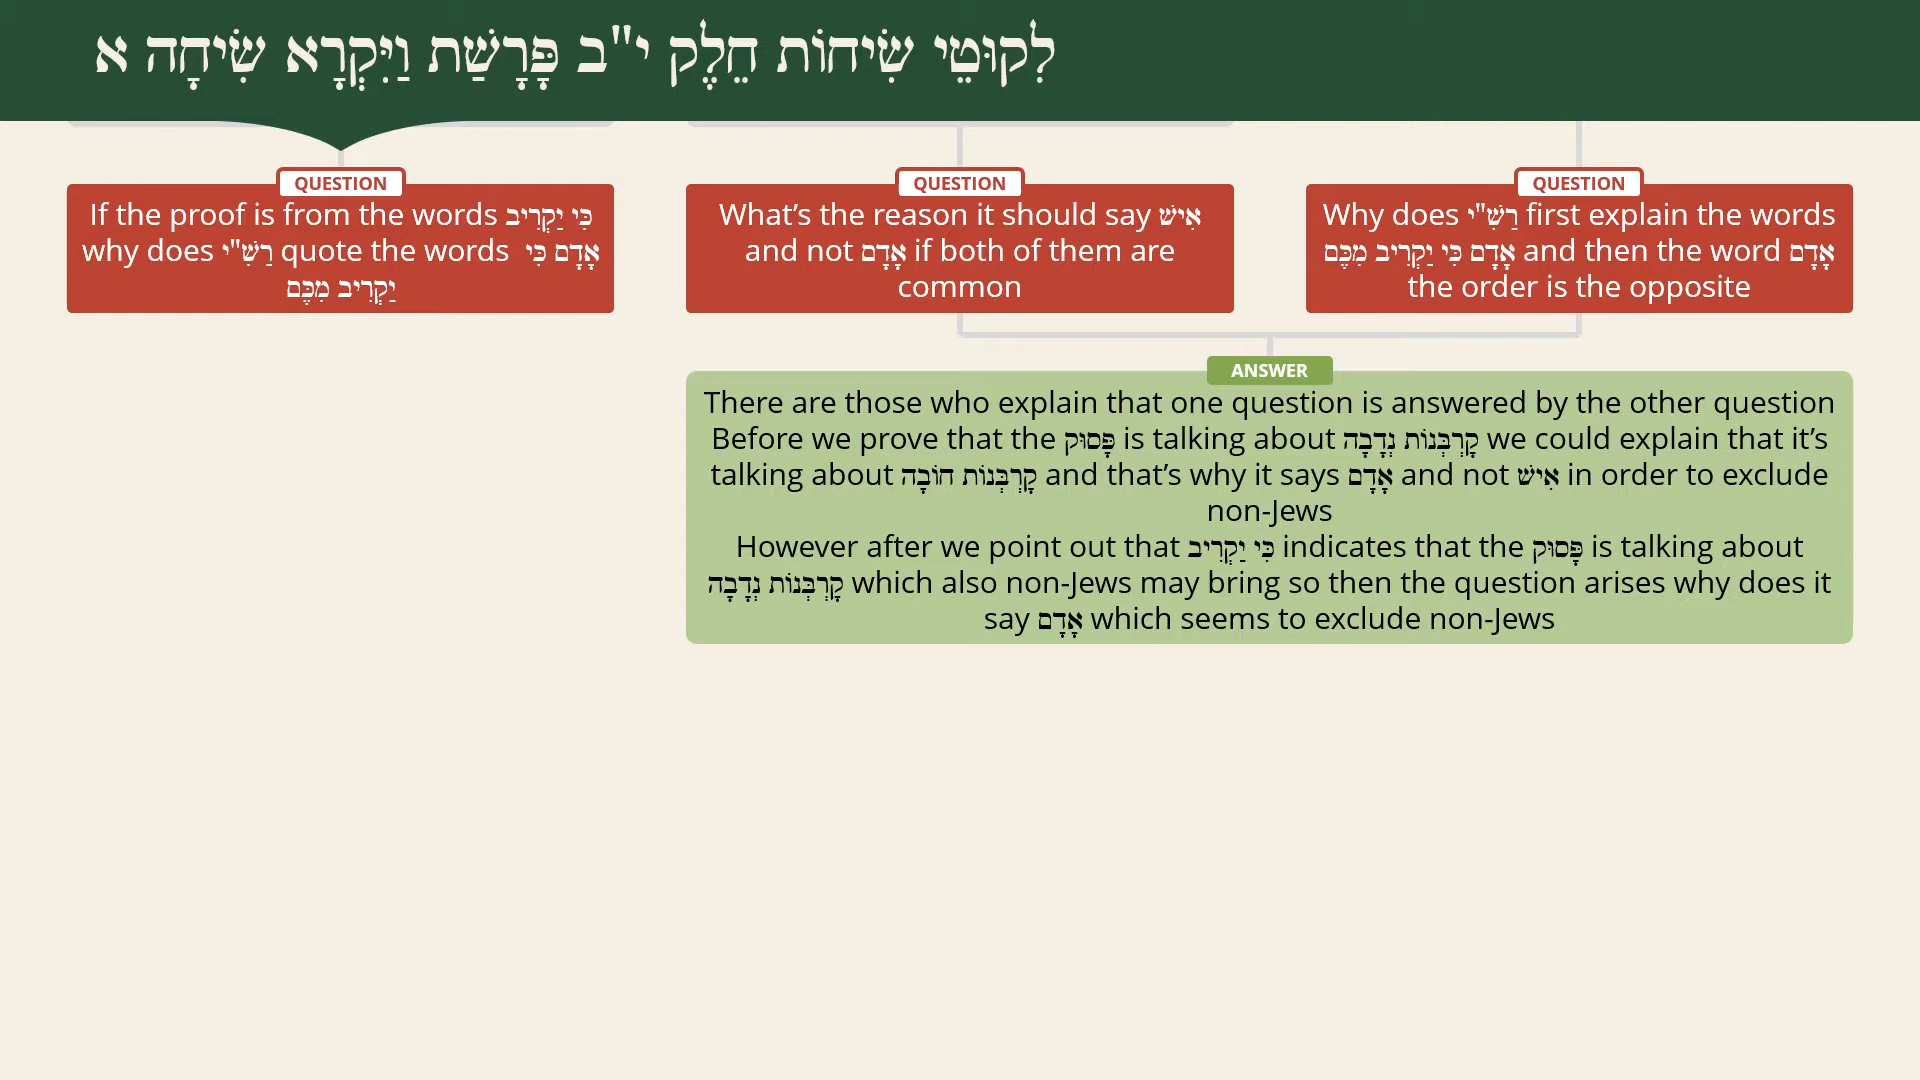 לִקוּטֵי שִׂיחוֹת חֵלֶק י"ב פָּרָשַׁת וַיִּקְרָא שִׂיחָה א
QUESTION
If the proof is from the words כִּי יַקְרִיב
why does רַשִׁ"י quote the words אָדָם כִּי
יַקְרִיב מִכֶּם
QUESTION
What’s the reason it should say אִישׁ
and not אָדָם if both of them are
common
QUESTION
Why does רַשִׁ"י first explain the words
אָדָם כִּי יַקְרִיב מִכֶּם and then the word אָדָם
the order is the opposite
ANSWER
There are those who explain that one question is answered by the other question
Before we prove that the פָּסוּק is talking about קָרְבְּנוֹת נְדָבָה we could explain that it’s
talking about קָרְבְּנוֹת חוֹבָה and that’s why it says אָדָם and not אִישׁ in order to exclude
non-Jews
However after we point out that כִּי יַקְרִיב indicates that the פָּסוּק is talking about
קָרְבְּנוֹת נְדָבָה which also non-Jews may bring so then the question arises why does it
say אָדָם which seems to exclude non-Jews